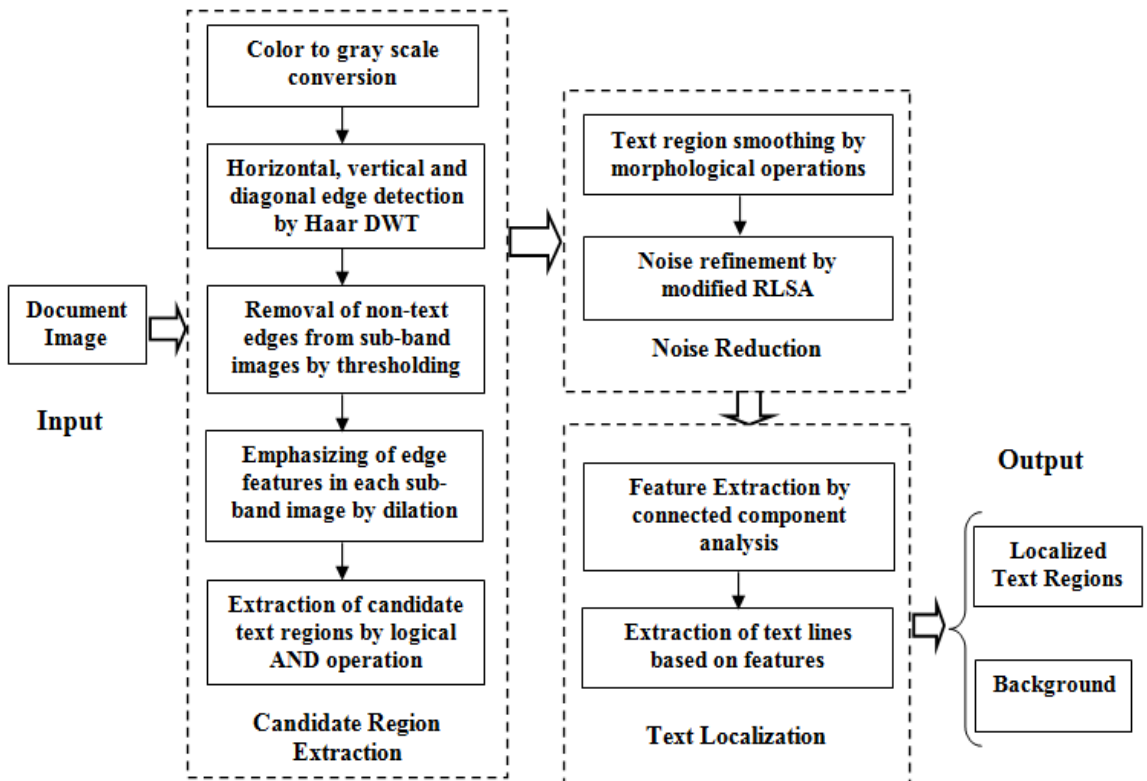 Document
Image
Input
Color to gray scale
conversion
Horizontal, vertical and
diagonal edge detection
by Haar DWT
Removal of non-text
edges from sub-band
images by thresholding
Emphasizing of edge
features in each sub-
band image by dilation
Extraction of candidate
text regions by logical
AND operation
Candidate Region
Extraction
Text region smoothing by
morphological operations
Noise refinement by
modified RLSA
Noise Reduction
Feature Extraction by
connected component
analysis
Extraction of text lines
based on features
Text Localization
Output
Localized
Text Regions
Background